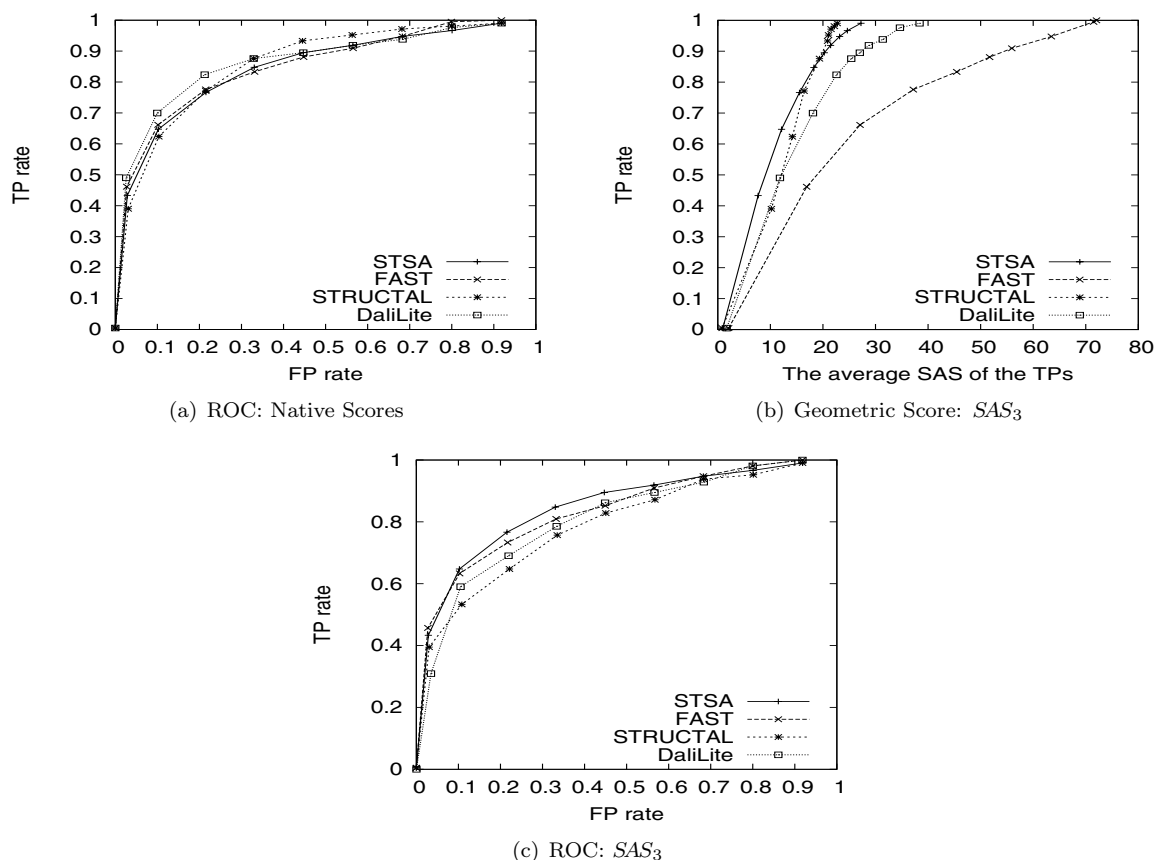 1
0.9
0.8
0.7
0.6
0.5
0.4
0.3
0.2
0.1
0
TP rate
STSA
FAST
STRUCTAL
DaliLite
0 0.1 0.2 0.3 0.4 0.5 0.6 0.7 0.8 0.9 1
FP rate
(a) ROC: Native Scores
1
0.9
0.8
0.7
0.6
0.5
0.4
0.3
0.2
0.1
0
TP rate
STSA
FAST
STRUCTAL
DaliLite
0 10 20 30 40 50 60 70 80
The average SAS of the TPs
(b) Geometric Score: SAS3
1
0.8
0.6
0.4
0.2
0
TP rate
STSA
FAST
STRUCTAL
DaliLite
0 0.1 0.2 0.3 0.4 0.5 0.6 0.7 0.8 0.9 1
FP rate
(c) ROC: SAS3